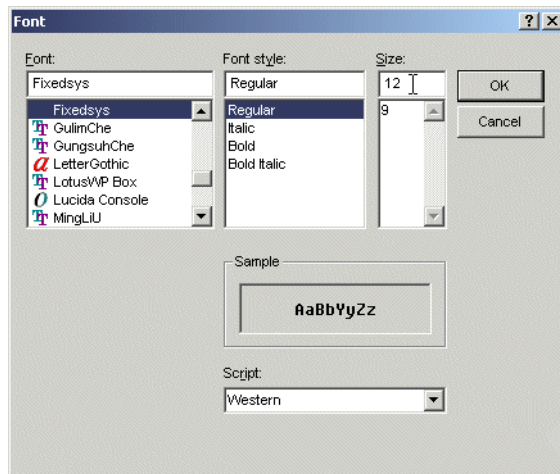 Font
Font:
Fixedsys
Fixedsys
GulimChe
GungsuhChe
LetterGothic
LotusWP Box
Lucida Console
MingLiU
Font style:
Regular
Regular
Italic
Bold
Bold Italic
Size:
12
9
OK
Cancel
Sample
AaBbYyZz
Script:
Western